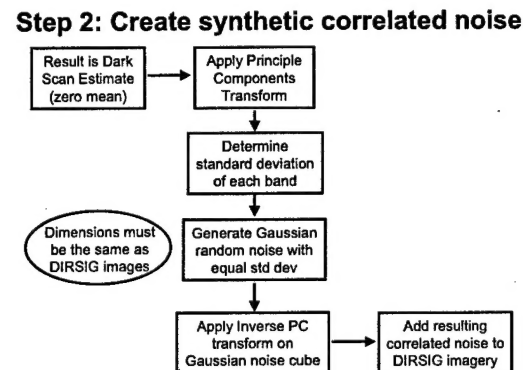 Step 2: Create synthetic correlated noise
Result is Dark
Scan Estimate
(zero mean)
Apply Principle
Components
Transform
Determine
standard deviation
of each band
Dimensions must
be the same as
DIRSIG images
Generate Gaussian
random noise with
equal std dev
Apply Inverse PC
transform on
Gaussian noise cube
Add resulting
correlated noise to
DIRSIG imagery